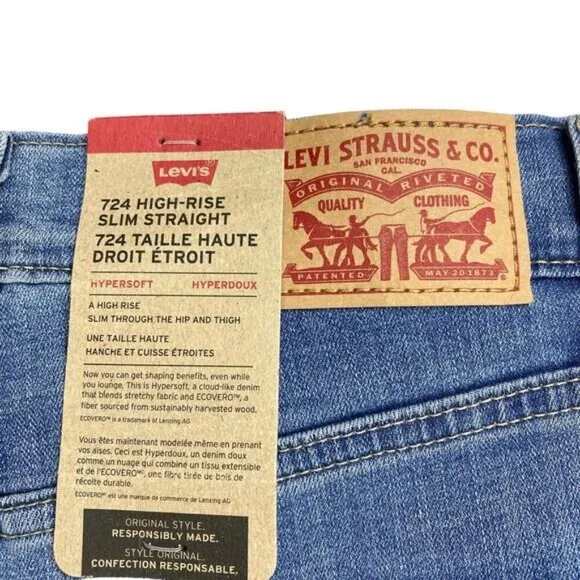 Levi's
724 HIGH-RISE
SLIM STRAIGHT
724 TAILLE HAUTE
DROIT ÉTROIT
HYPERSOFT HYPERDOUX
A HIGH RISE
SLIM THROUGH THE HIP AND THIGH
UNE TAILLE HAUTE
HANCHE ET CUISSE ÉTROITES
Now you can get shaping benefits, even while
you lounge. This is Hypersoft, a cloud-like denim
that blends stretchy fabric and ECOVERO™, a
fiber sourced from sustainably harvested wood.
ECOVERO™ is a trademark of Lenzing AG
Vous êtes maintenant modelée même en prenant
vos aises. Ceci est Hyperdoux, un denim doux
comme un nuage qui combine un tissu extensible
et de l'ECOVEROᴹᶜ, une fibre tirée de bois de
récolte durable.
ECOVEROᴹᶜ est une marque de commerce de Lenzing AG
ORIGINAL STYLE.
RESPONSIBLY MADE.
STYLE ORIGINAL.
CONFECTION RESPONSABLE.
LEVI STRAUSS & CO.
SAN FRANCISCO
CAL.
ORIGINAL RIVETED
QUALITY CLOTHING
PATENTED MAY 20 1873